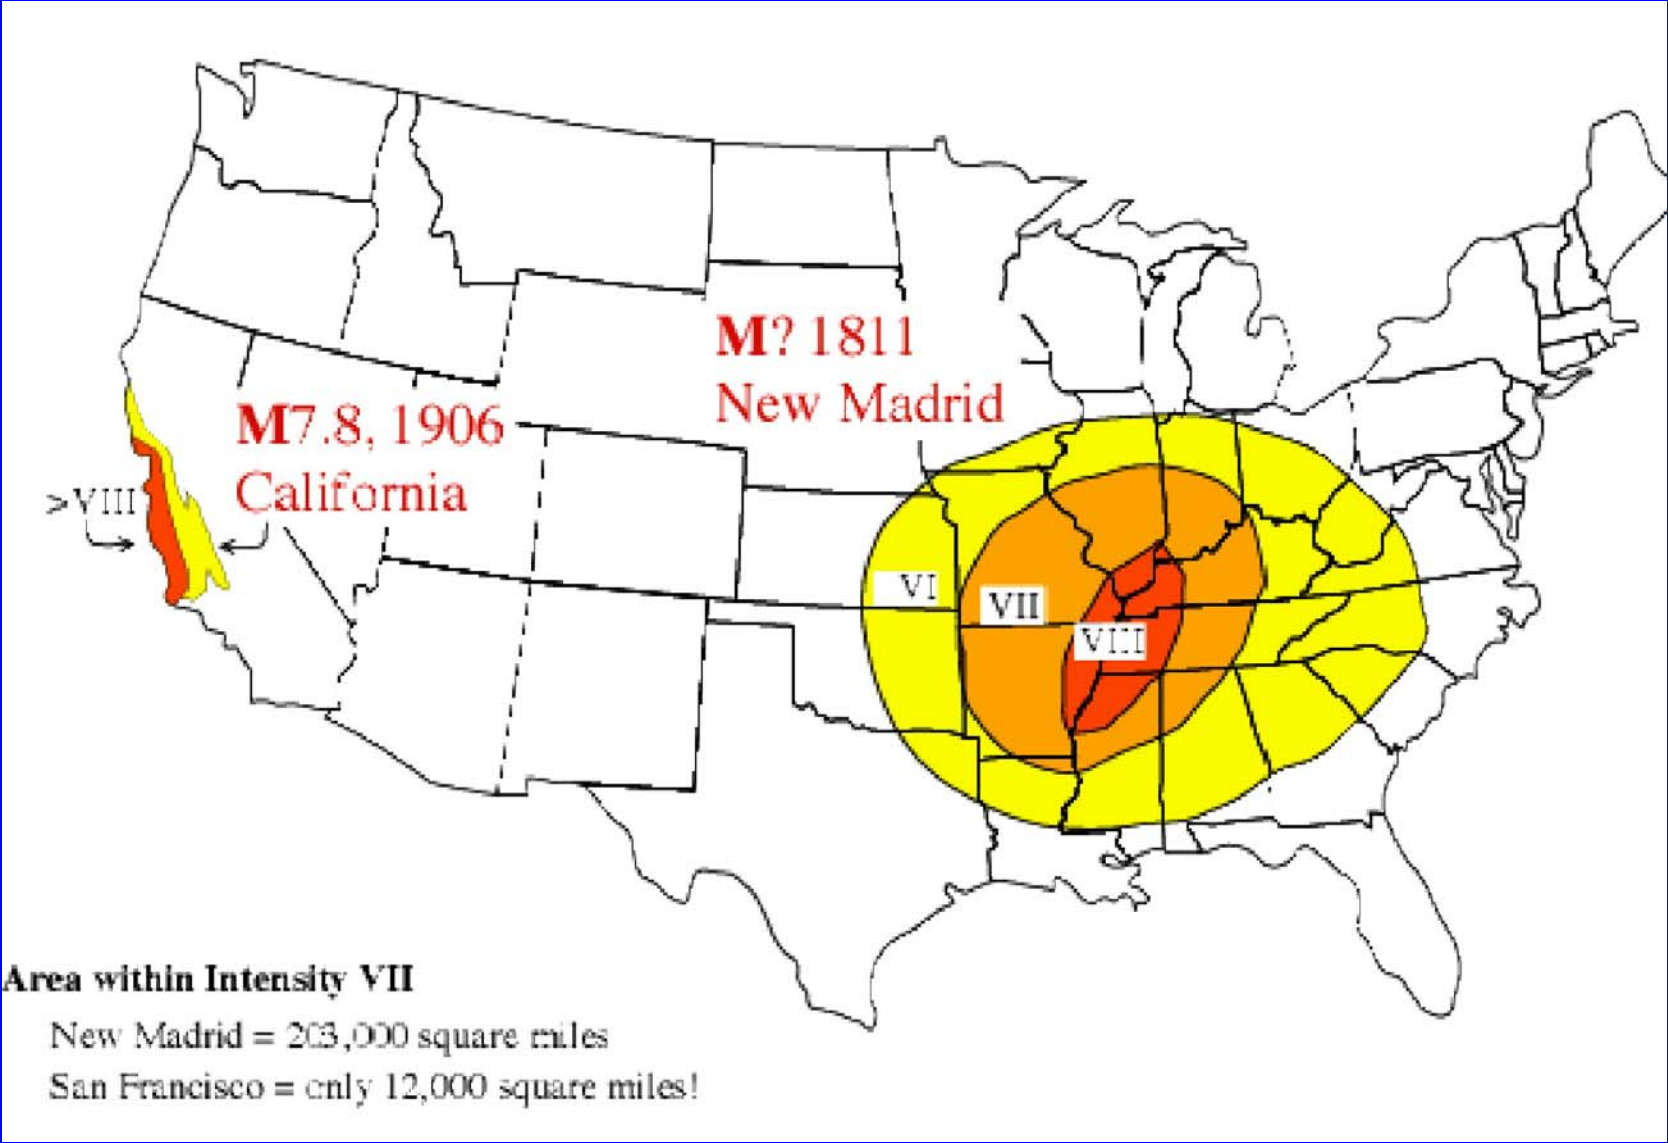 M? 1811
New Madrid
M7.8, 1906
California
>VIII
VI
VII
VIII
Area within Intensity VII
New Madrid = 203,000 square miles
San Francisco = only 12,000 square miles!